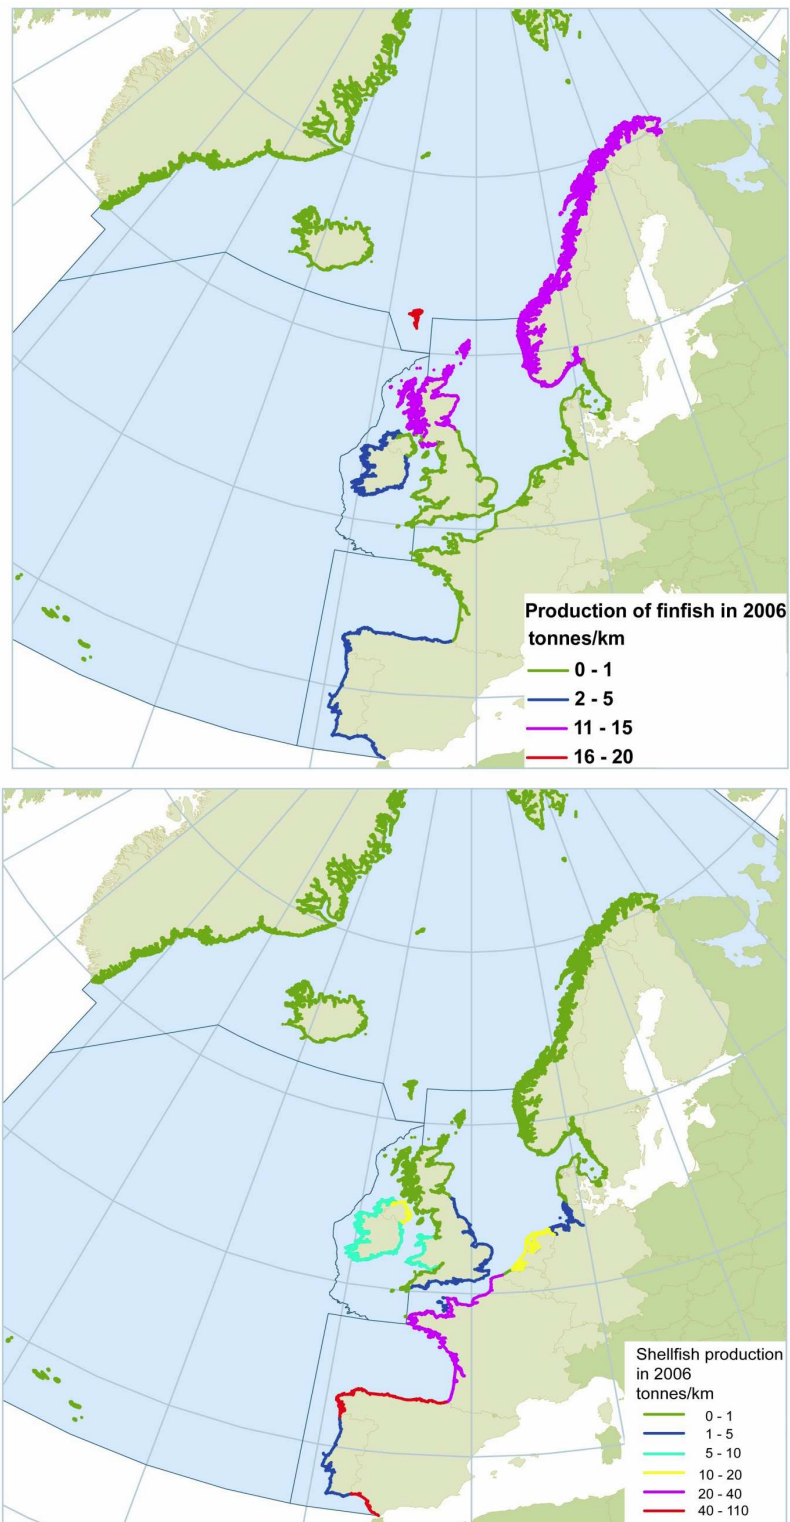 Production of finfish in 2006
tonnes/km
0 - 1
2 - 5
11 - 15
16 - 20
Shellfish production
in 2006
tonnes/km
0 - 1
1 - 5
5 - 10
10 - 20
20 - 40
40 - 110